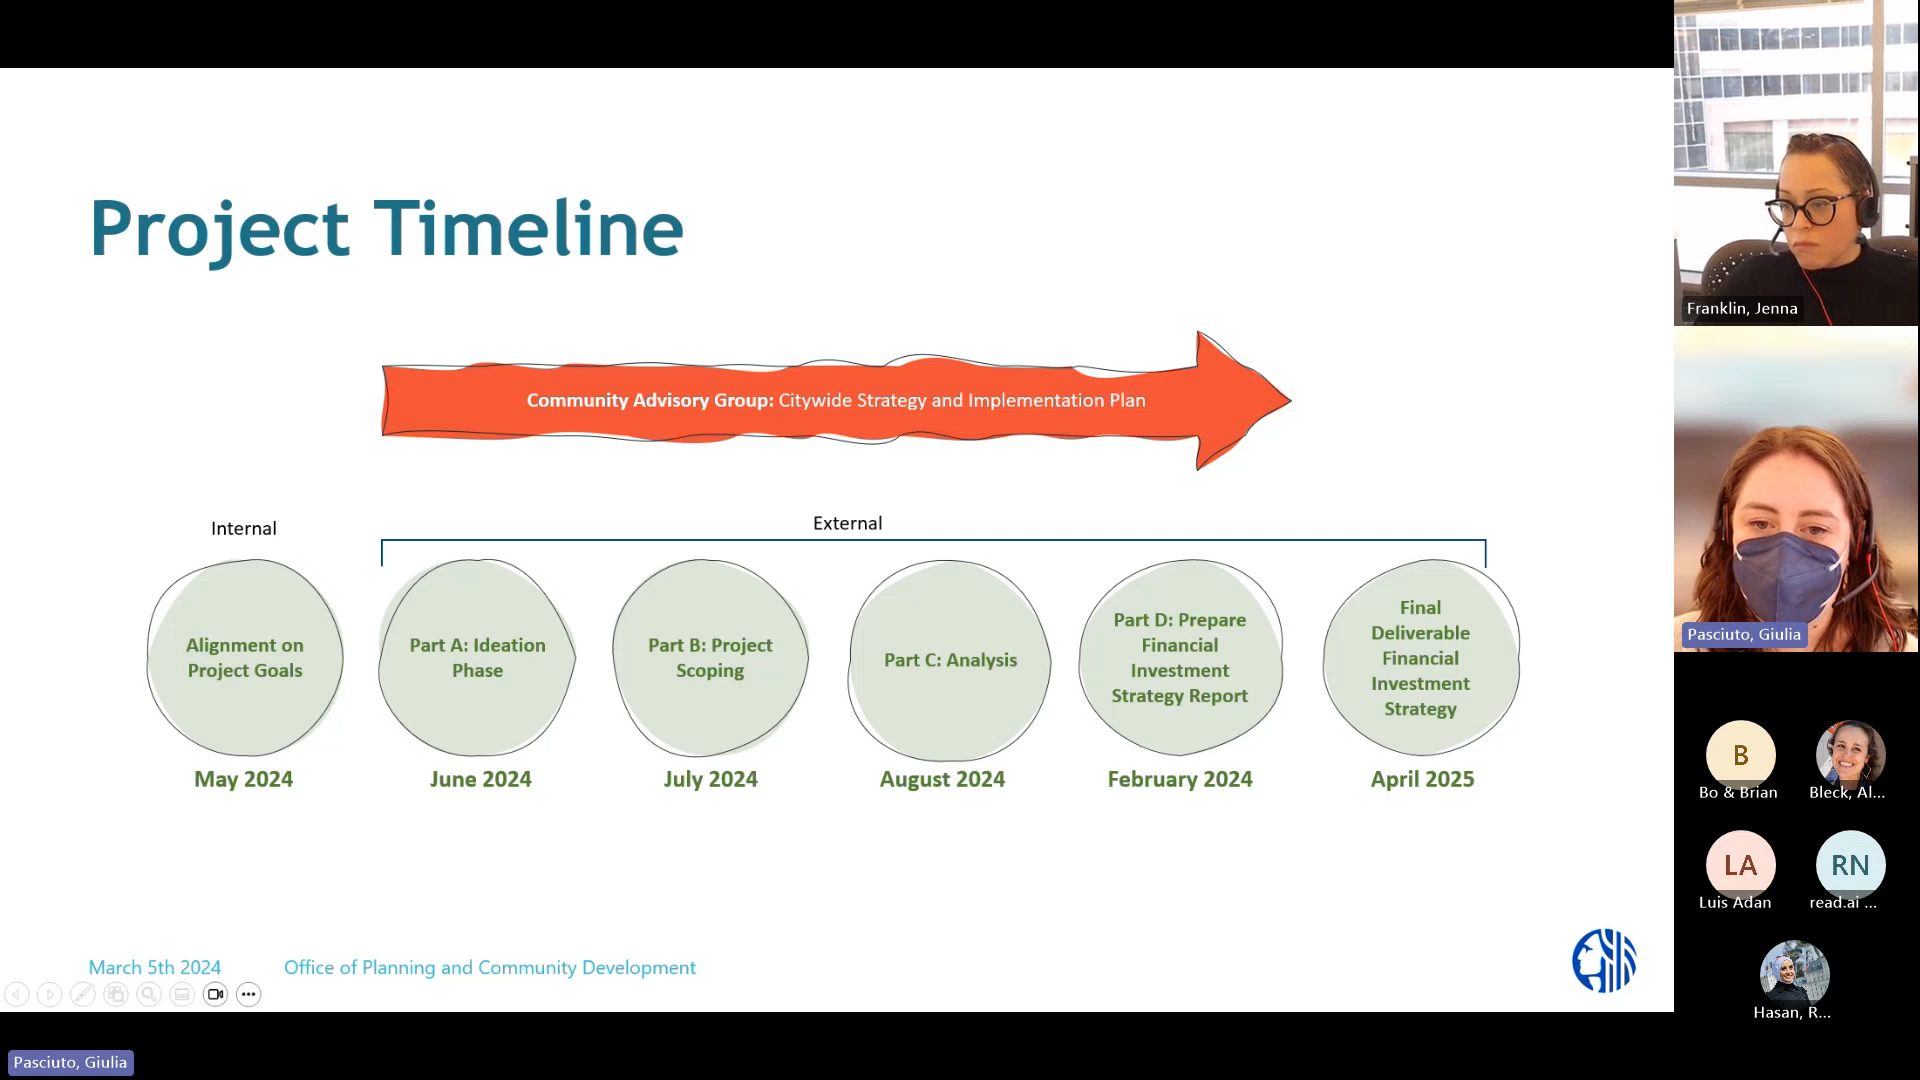 Project Timeline
Community Advisory Group: Citywide Strategy and Implementation Plan
Internal
External
Alignment on
Project Goals
May 2024
Part A: Ideation
Phase
June 2024
Part B: Project
Scoping
July 2024
Part C: Analysis
August 2024
Part D: Prepare
Financial
Investment
Strategy Report
February 2024
Final
Deliverable
Financial
Investment
Strategy
April 2025
March 5th 2024
Office of Planning and Community Development
Pasciuto, Giulia
Franklin, Jenna
Pasciuto, Giulia
B
Bo & Brian
Bleck, Al...
LA
Luis Adan
RN
read.ai ...
Hasan, R...